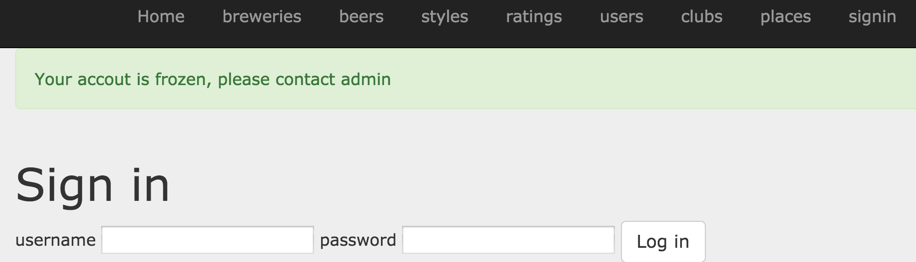 Home breweries beers styles ratings users clubs places signin
Your accout is frozen, please contact admin
Sign in
username password Log in